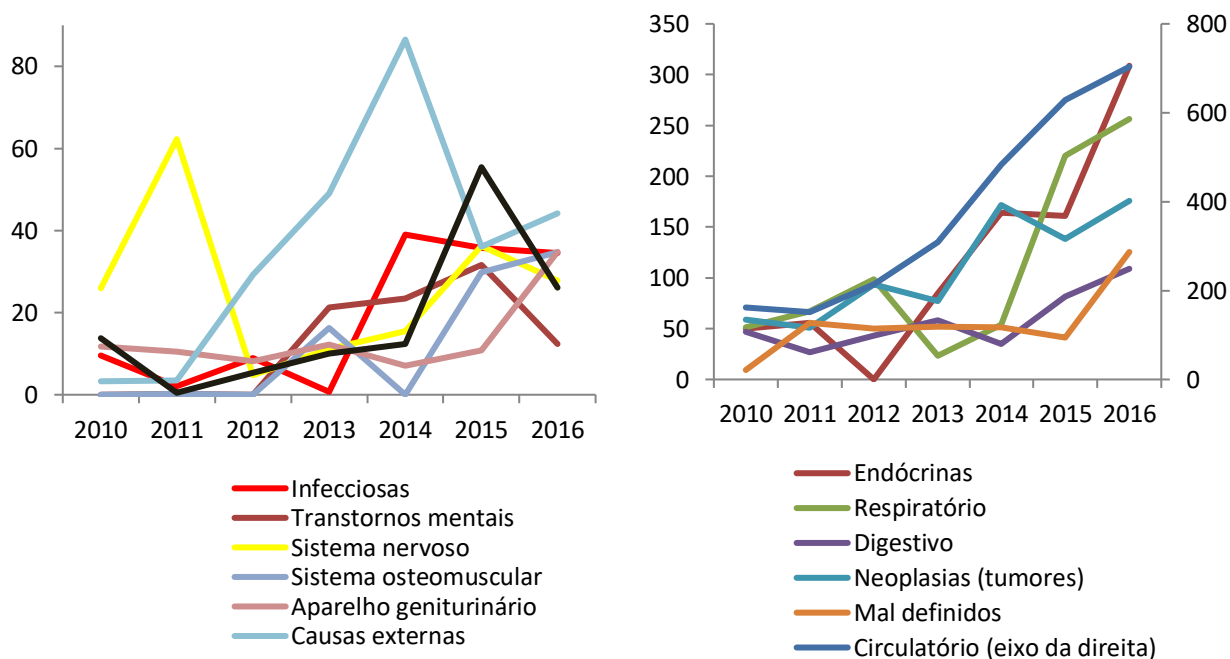 80
60
40
20
0
2010 2011 2012 2013 2014 2015 2016
Infecciosas
Transtornos mentais
Sistema nervoso
Sistema osteomuscular
Aparelho geniturinário
Causas externas
350
300
250
200
150
100
50
0
800
600
400
200
0
2010 2011 2012 2013 2014 2015 2016
Endócrinas
Respiratório
Digestivo
Neoplasias (tumores)
Mal definidos
Circulatório (eixo da direita)